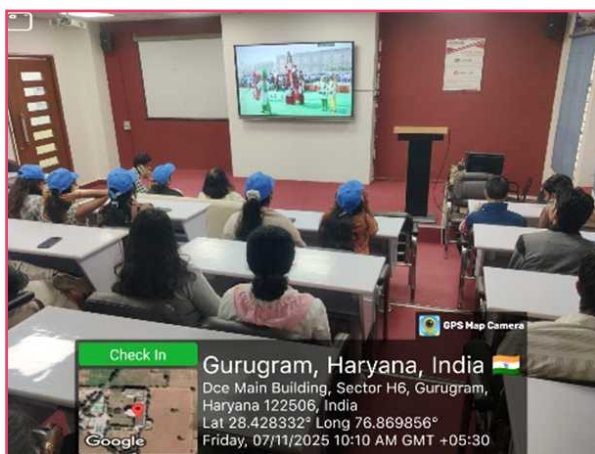 GPS Map Camera
Check In
Gurugram, Haryana, India
Dce Main Building, Sector H6, Gurugram,
Haryana 122506, India
Lat 28.428332° Long 76.869856°
Friday, 07/11/2025 10:10 AM GMT +05:30
Google